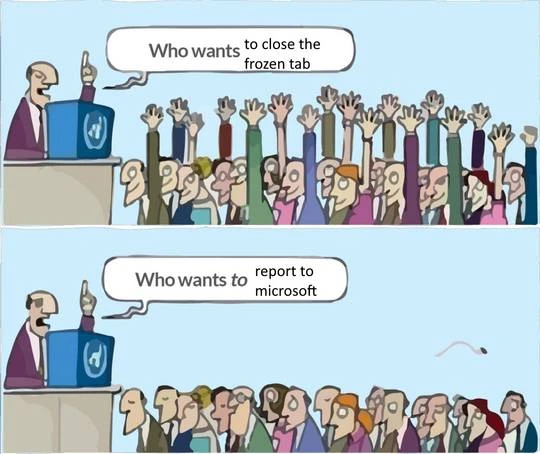 Who wants to close the
frozen tab
Who wants to report to
microsoft